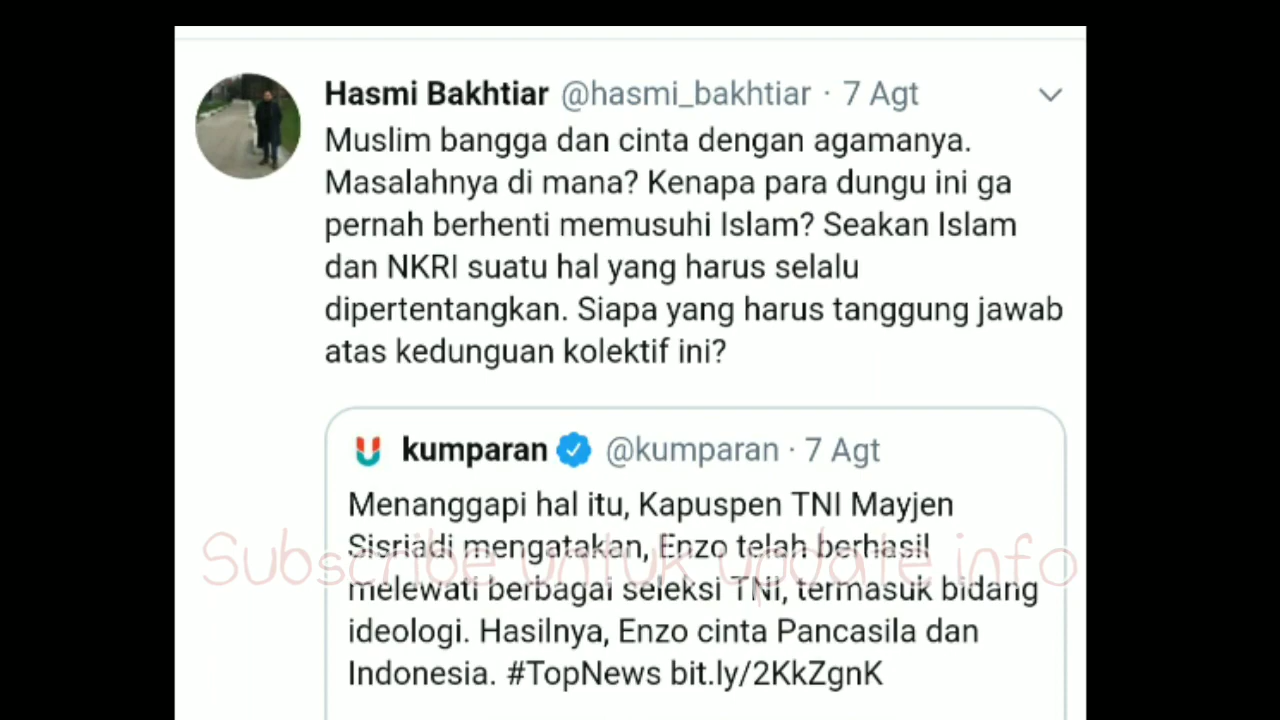 Hasmi Bakhtiar @hasmi_bakhtiar · 7 Agt
Muslim bangga dan cinta dengan agamanya.
Masalahnya di mana? Kenapa para dungu ini ga
pernah berhenti memusuhi Islam? Seakan Islam
dan NKRI suatu hal yang harus selalu
dipertentangkan. Siapa yang harus tanggung jawab
atas kedunguan kolektif ini?
kumparan @kumparan · 7 Agt
Menanggapi hal itu, Kapuspen TNI Mayjen
Sisriadi mengatakan, Enzo telah berhasil
Subscribe untuk update info
melewati berbagai seleksi TNI, termasuk bidang
ideologi. Hasilnya, Enzo cinta Pancasila dan
Indonesia. #TopNews bit.ly/2KkZgnK